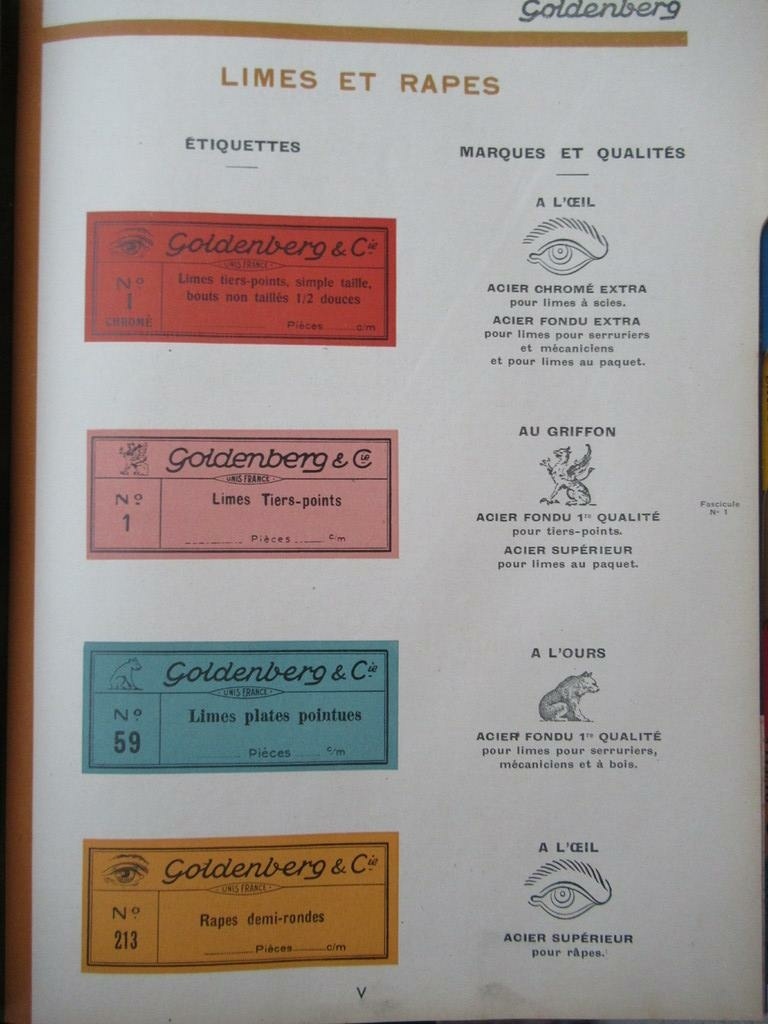 Goldenberg
LIMES ET RAPES
ÉTIQUETTES
MARQUES ET QUALITÉS
Goldenberg & Cie
UNIS FRANCE
No
1
CHROMÉ
Limes tiers-points, simple taille,
bouts non taillés 1/2 douces
Pièces c/m
A L'ŒIL
ACIER CHROMÉ EXTRA
pour limes à scies.
ACIER FONDU EXTRA
pour limes pour serruriers
et mécaniciens
et pour limes au paquet.
Goldenberg & Cie
UNIS FRANCE
No
1
Limes Tiers-points
Pièces c/m
AU GRIFFON
ACIER FONDU 1re QUALITÉ
pour tiers-points.
ACIER SUPÉRIEUR
pour limes au paquet.
Fascicule
No 1
Goldenberg & Cie
UNIS FRANCE
No
59
Limes plates pointues
Pièces c/m
A L'OURS
ACIER FONDU 1re QUALITÉ
pour limes pour serruriers,
mécaniciens et à bois.
Goldenberg & Cie
UNIS FRANCE
No
213
Rapes demi-rondes
Pièces c/m
A L'ŒIL
ACIER SUPÉRIEUR
pour râpes.
V